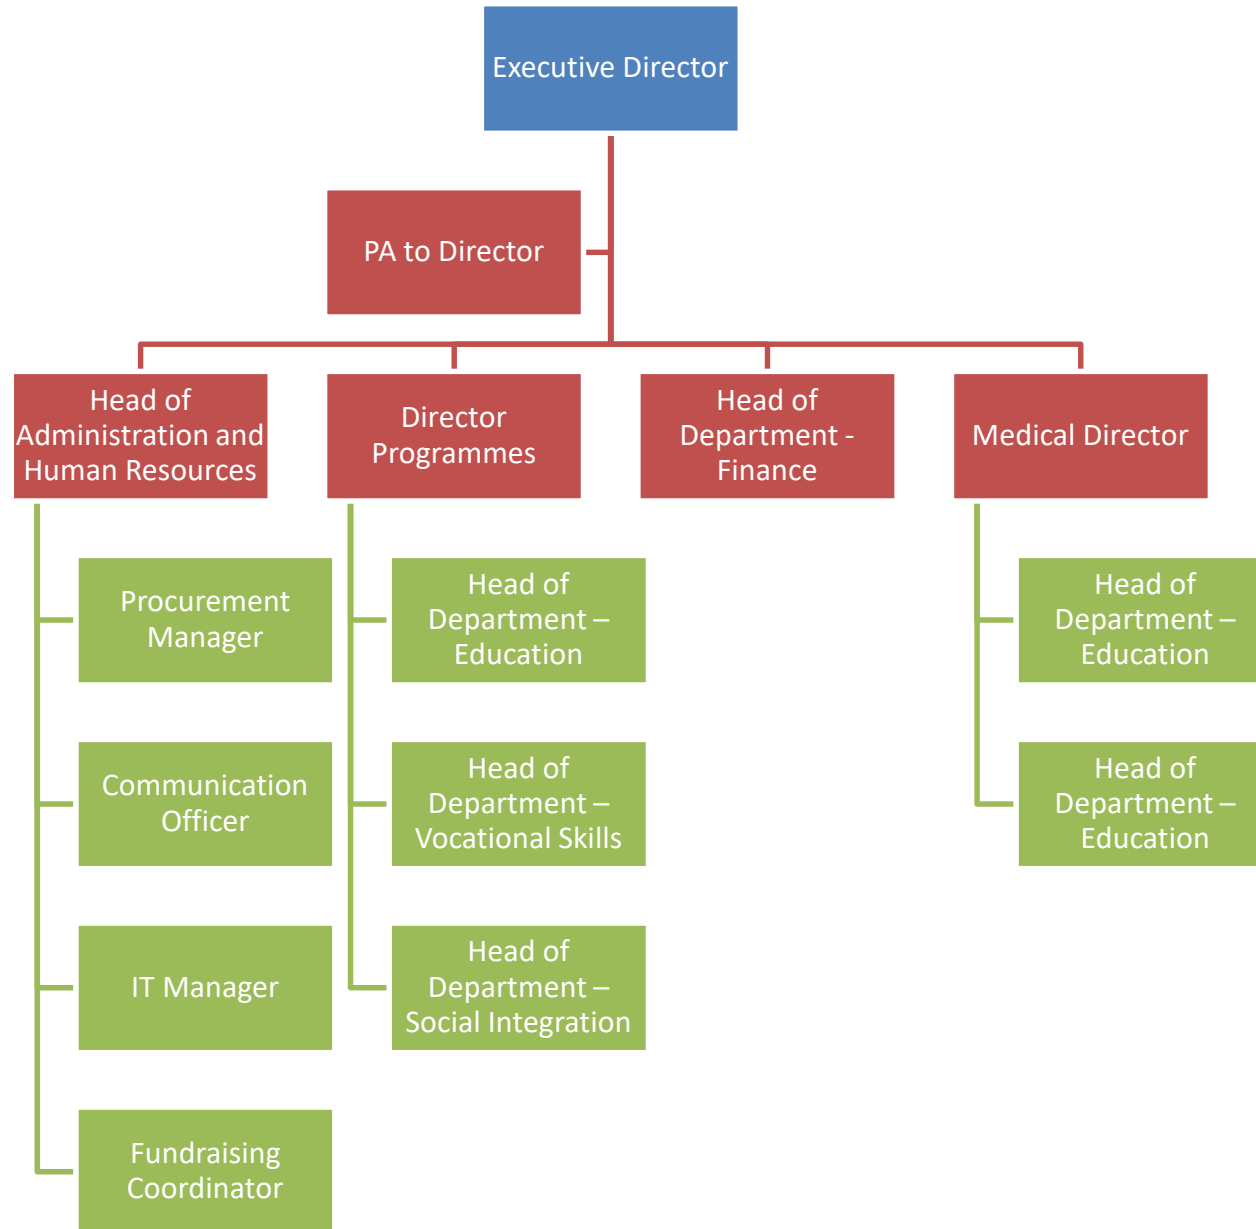 Executive Director
PA to Director
Head of
Administration and
Human Resources
Director
Programmes
Head of
Department -
Finance
Medical Director
Procurement
Manager
Communication
Officer
IT Manager
Fundraising
Coordinator
Head of
Department –
Education
Head of
Department –
Vocational Skills
Head of
Department –
Social Integration
Head of
Department –
Education
Head of
Department –
Education